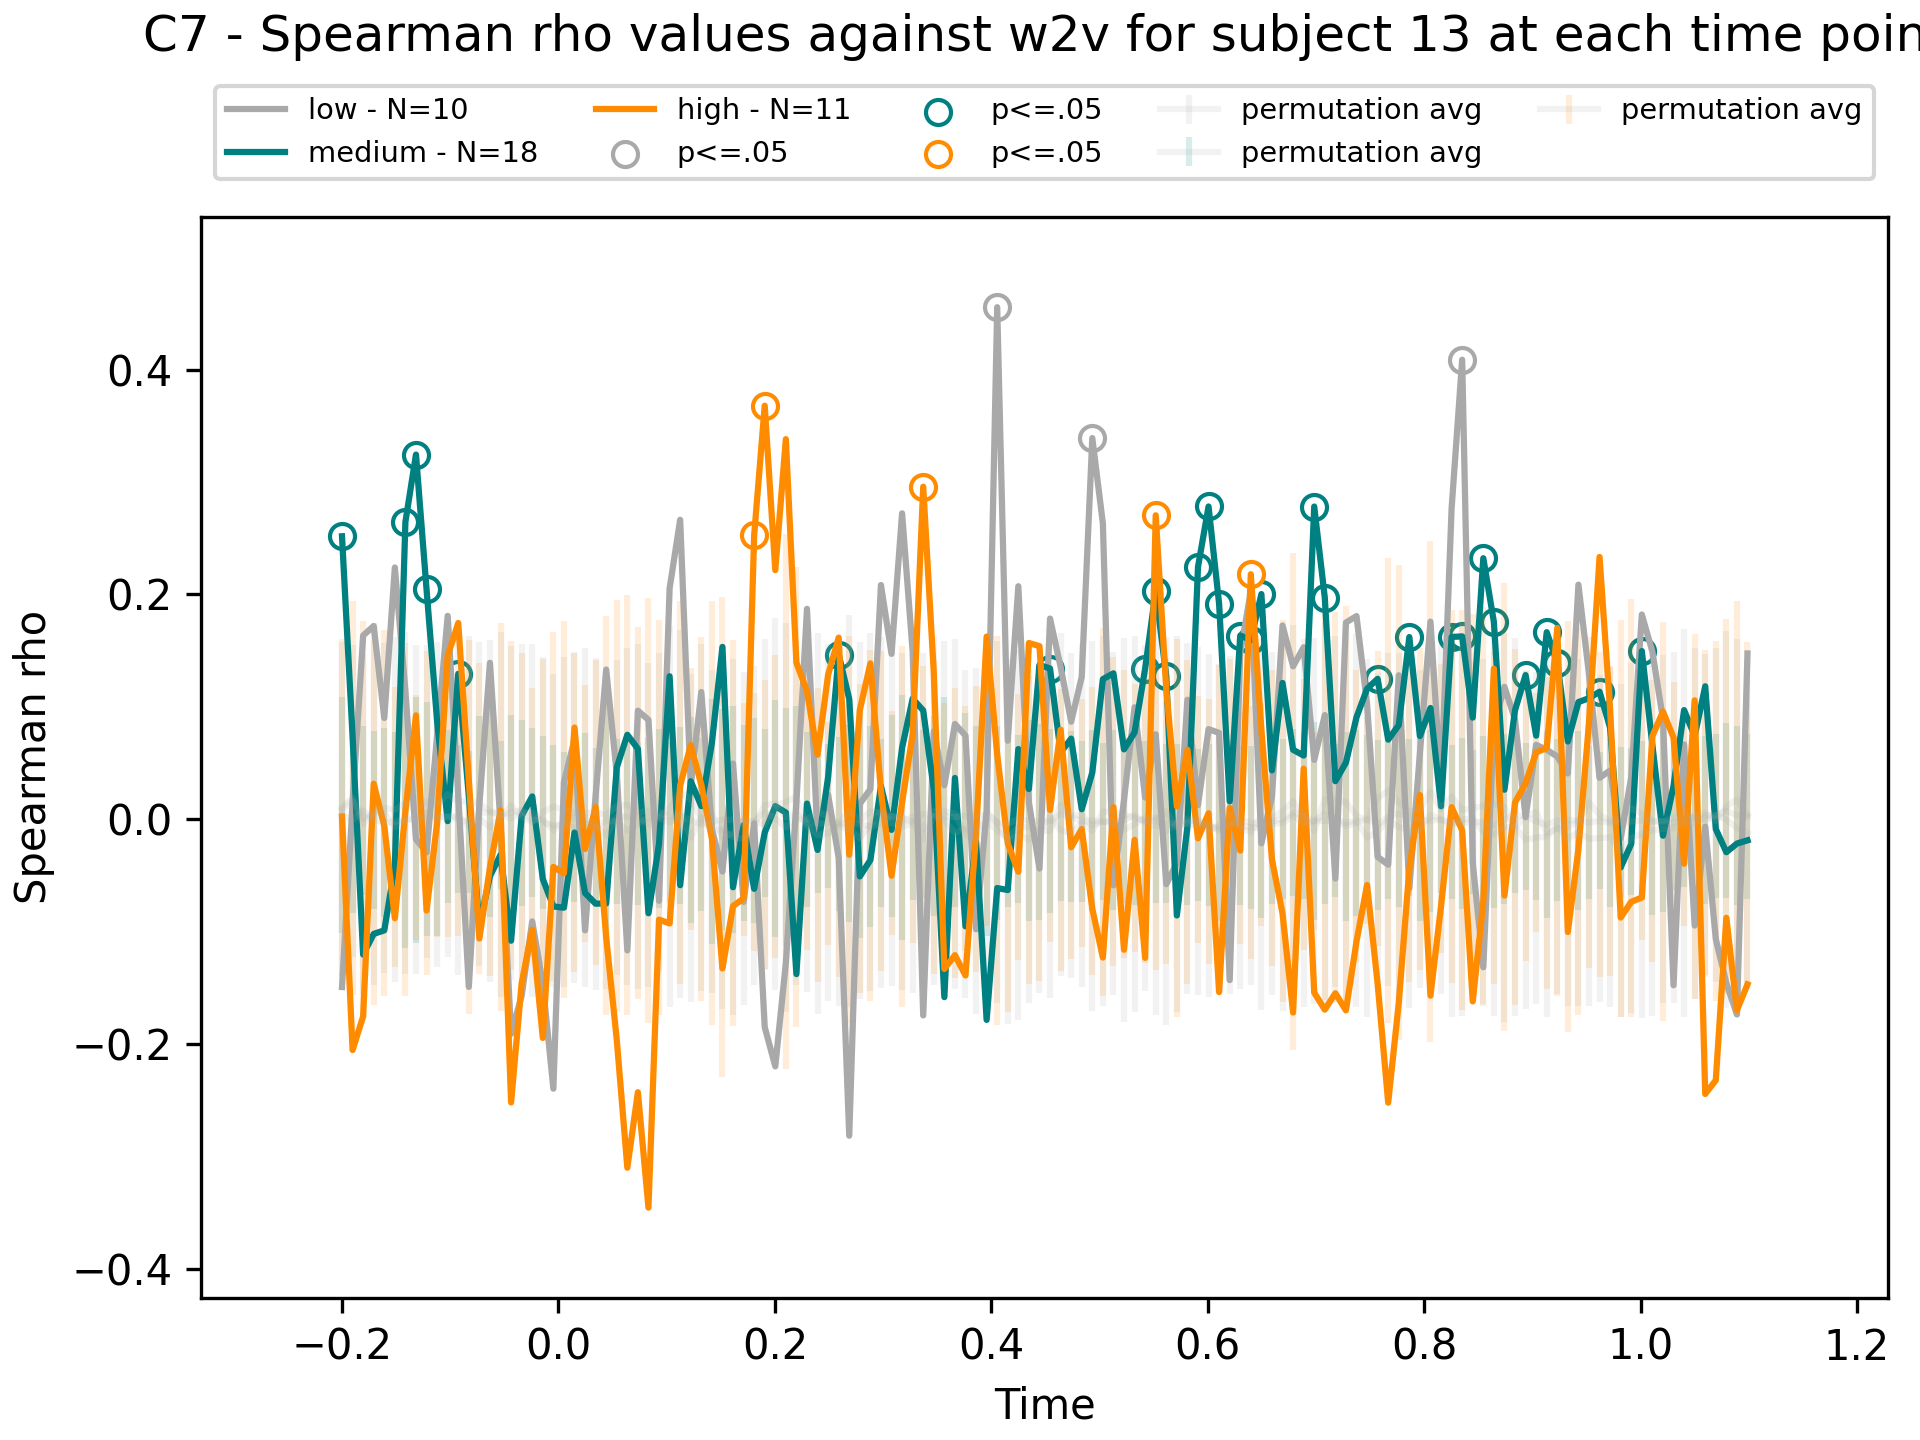 C7 - Spearman rho values against w2v for subject 13 at each time poin
low - N=10
medium - N=18
high - N=11
p<=.05
p<=.05
p<=.05
permutation avg
permutation avg
permutation avg
Spearman rho
0.4
0.2
0.0
−0.2
−0.4
−0.2 0.0 0.2 0.4 0.6 0.8 1.0 1.2
Time